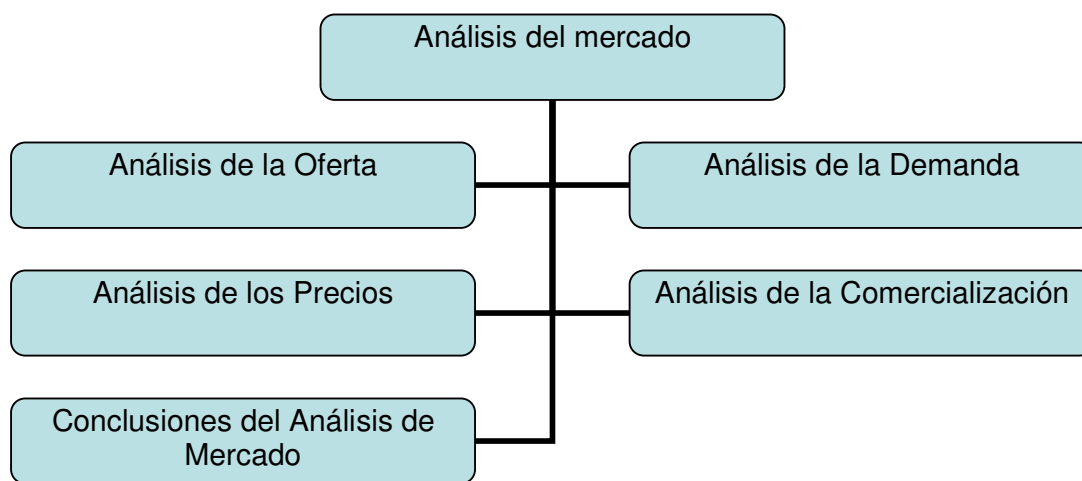 Análisis del mercado
Análisis de la Oferta
Análisis de la Demanda
Análisis de los Precios
Análisis de la Comercialización
Conclusiones del Análisis de
Mercado